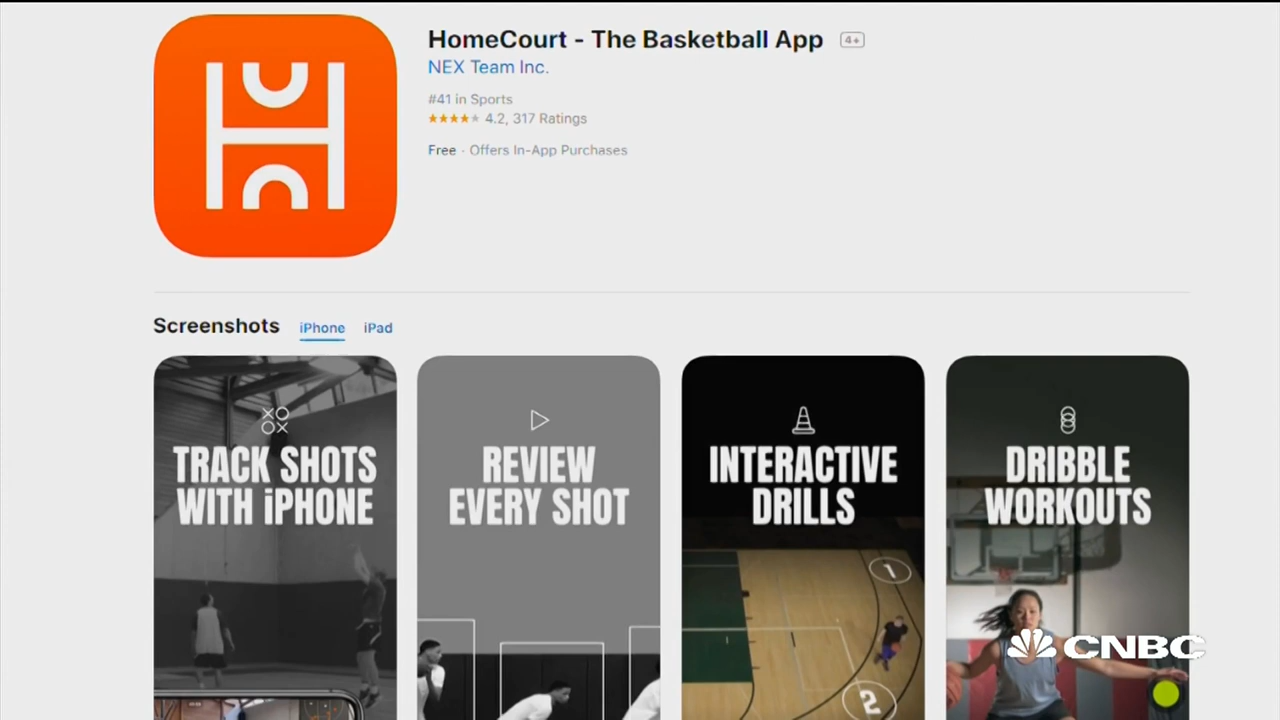 HomeCourt - The Basketball App 4+
NEX Team Inc.
#41 in Sports
★★★★★ 4.2, 317 Ratings
Free · Offers In-App Purchases
Screenshots iPhone iPad
TRACK SHOTS
WITH iPHONE
REVIEW
EVERY SHOT
INTERACTIVE
DRILLS
DRIBBLE
WORKOUTS
1
2
CNBC